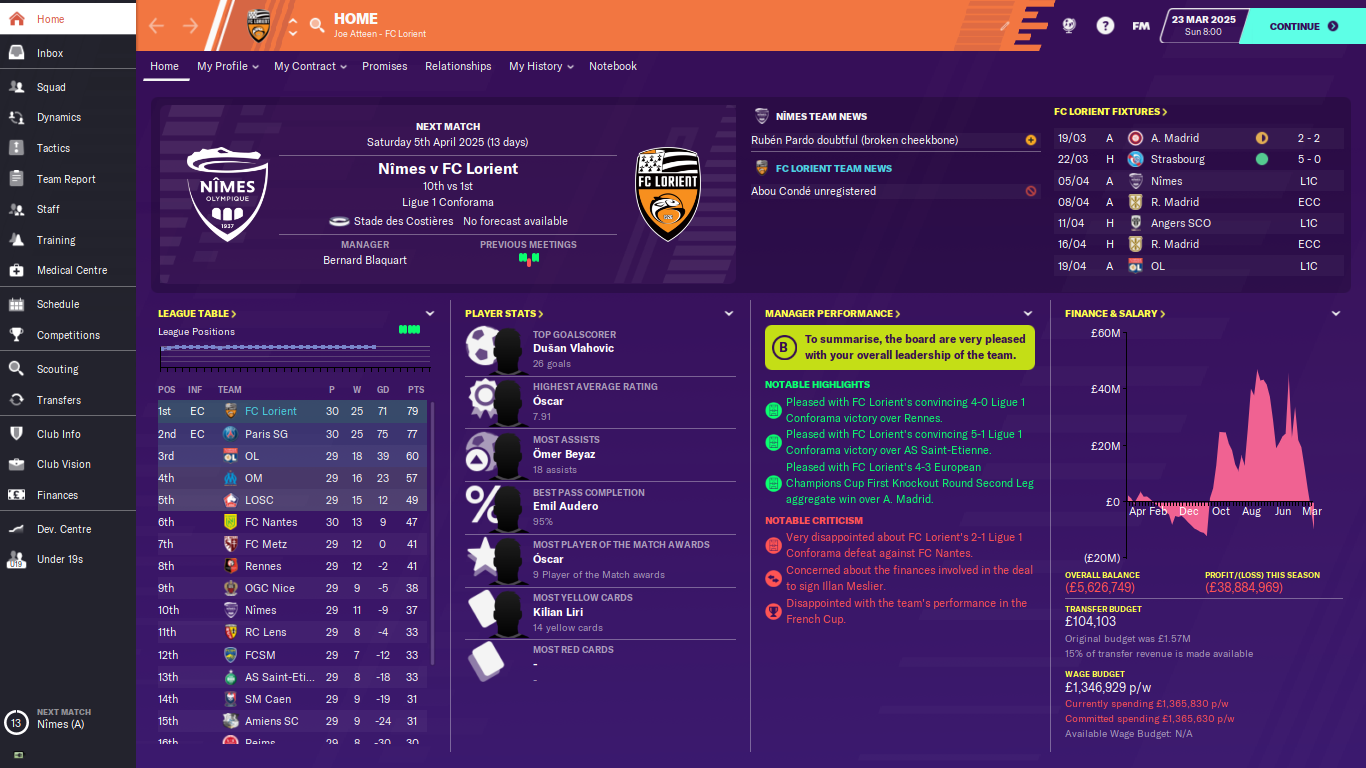 Home
HOME
Joe Atteen - FC Lorient
FM
23 MAR 2025
Sun 8:00
CONTINUE
Inbox
Squad
Dynamics
Tactics
Team Report
Staff
Training
Medical Centre
Schedule
Competitions
Scouting
Transfers
Club Info
Club Vision
Finances
Dev. Centre
U19
Under 19s
13
NEXT MATCH
Nîmes (A)
Home
My Profile
My Contract
Promises
Relationships
My History
Notebook
NEXT MATCH
Saturday 5th April 2025 (13 days)
Nîmes v FC Lorient
10th vs 1st
Ligue 1 Conforama
Stade des Costières No forecast available
MANAGER
Bernard Blaquart
PREVIOUS MEETINGS
NÎMES
OLYMPIQUE
1937
FC LORIENT
NÎMES TEAM NEWS
Rubén Pardo doubtful (broken cheekbone)
FC LORIENT TEAM NEWS
Abou Condé unregistered
FC LORIENT FIXTURES
19/03 A A. Madrid 2 - 2
22/03 H Strasbourg 5 - 0
05/04 A Nîmes L1C
08/04 A R. Madrid ECC
11/04 H Angers SCO L1C
16/04 H R. Madrid ECC
19/04 A OL L1C
LEAGUE TABLE
League Positions
POS INF TEAM P W GD PTS
1st EC FC Lorient 30 25 71 79
2nd EC Paris SG 30 25 75 77
3rd OL 29 18 39 60
4th OM 29 16 23 57
5th LOSC 29 15 12 49
6th FC Nantes 30 13 9 47
7th FC Metz 29 12 0 41
8th Rennes 29 12 -2 41
9th OGC Nice 29 9 -5 38
10th Nîmes 29 11 -9 37
11th RC Lens 29 8 -4 33
12th FCSM 29 7 -12 33
13th AS Saint-Eti... 29 8 -18 33
14th SM Caen 29 9 -19 31
15th Amiens SC 29 9 -24 31
16th Reims 29 8 -30 30
PLAYER STATS
TOP GOALSCORER
Dušan Vlahovic
26 goals
HIGHEST AVERAGE RATING
Óscar
7.91
MOST ASSISTS
Ömer Beyaz
18 assists
BEST PASS COMPLETION
Emil Audero
95%
MOST PLAYER OF THE MATCH AWARDS
Óscar
9 Player of the Match awards
MOST YELLOW CARDS
Kilian Liri
14 yellow cards
MOST RED CARDS
-
-
MANAGER PERFORMANCE
B
To summarise, the board are very pleased
with your overall leadership of the team.
NOTABLE HIGHLIGHTS
Pleased with FC Lorient's convincing 4-0 Ligue 1
Conforama victory over Rennes.
Pleased with FC Lorient's convincing 5-1 Ligue 1
Conforama victory over AS Saint-Etienne.
Pleased with FC Lorient's 4-3 European
Champions Cup First Knockout Round Second Leg
aggregate win over A. Madrid.
NOTABLE CRITICISM
Very disappointed about FC Lorient's 2-1 Ligue 1
Conforama defeat against FC Nantes.
Concerned about the finances involved in the deal
to sign Illan Meslier.
Disappointed with the team's performance in the
French Cup.
FINANCE & SALARY
£60M
£40M
£20M
£0
(£20M)
Apr Feb Dec Oct Aug Jun Mar
OVERALL BALANCE
(£5,626,749)
PROFIT/(LOSS) THIS SEASON
(£38,884,969)
TRANSFER BUDGET
£104,103
Original budget was £1.57M
15% of transfer revenue is made available
WAGE BUDGET
£1,346,929 p/w
Currently spending £1,365,830 p/w
Committed spending £1,365,630 p/w
Available Wage Budget: N/A